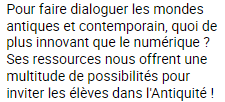 Pour faire dialoguer les mondes
antiques et contemporain, quoi de
plus innovant que le numérique ?
Ses ressources nous offrent une
multitude de possibilités pour
inviter les élèves dans l'Antiquité !